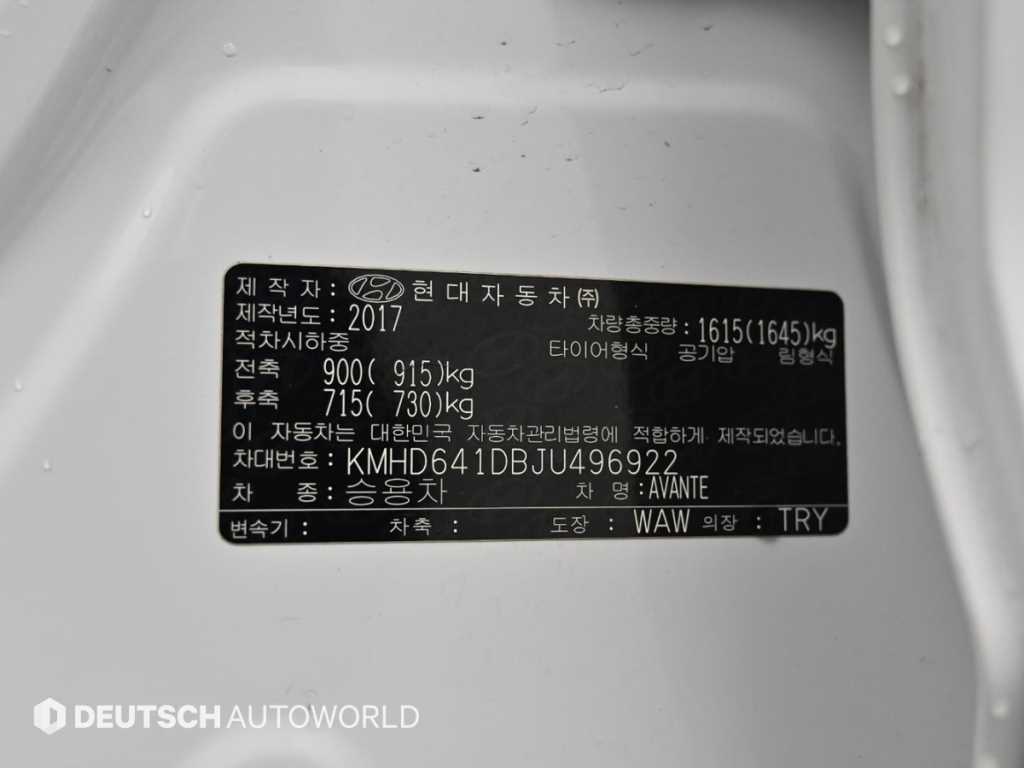 제 작 자 : 현 대 자 동 차 ㈜
제작년도 : 2017 차량총중량 : 1615(1645)kg
적차시하중 타이어형식 공기압 림형식
전축 900( 915)kg
후축 715( 730)kg
이 자동차는 대한민국 자동차관리법령에 적합하게 제작되었습니다.
차대번호 : KMHD641DBJU496922
차 종 : 승용차 차 명 : AVANTE
변속기 : 차축 : 도장 : WAW 의장 : TRY
DEUTSCH AUTOWORLD